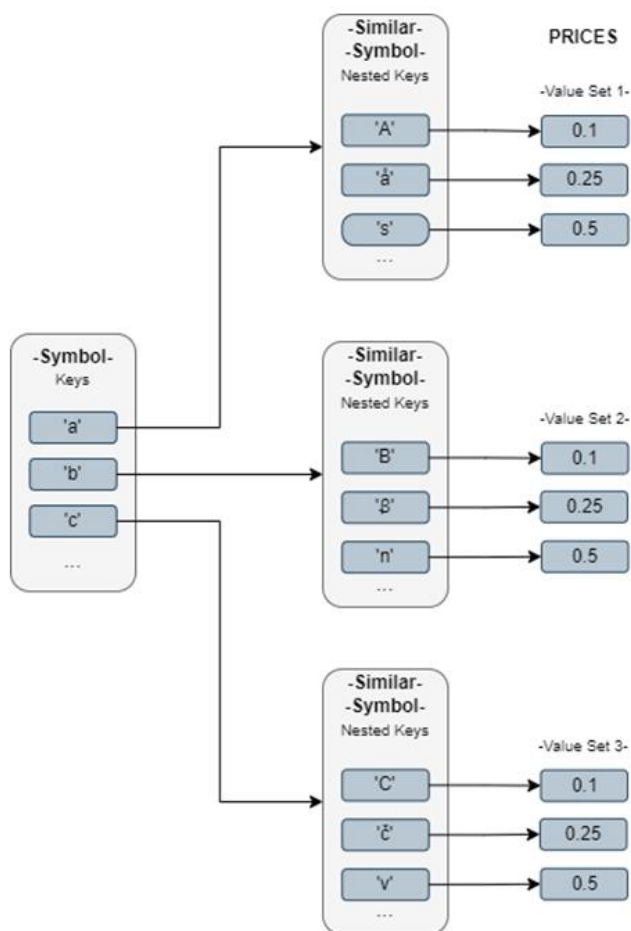 -Similar-
-Symbol-
Nested Keys
'A'
'å'
's'
...
PRICES
-Value Set 1-
0.1
0.25
0.5
-Symbol-
Keys
'a'
'b'
'c'
...
-Similar-
-Symbol-
Nested Keys
'B'
'ß'
'n'
...
-Value Set 2-
0.1
0.25
0.5
-Similar-
-Symbol-
Nested Keys
'C'
'č'
'v'
...
-Value Set 3-
0.1
0.25
0.5